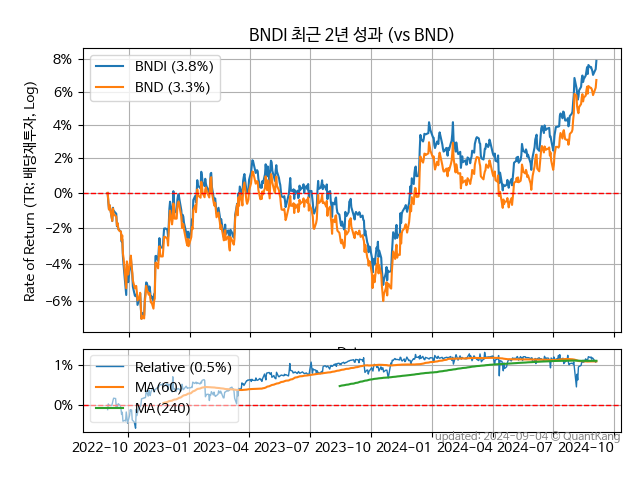 BNDI 최근 2년 성과 (vs BND)
BNDI (3.8%)
BND (3.3%)
Rate of Return (TR: 배당재투자, Log)
8%
6%
4%
2%
0%
−2%
−4%
−6%
Relative (0.5%)
MA(60)
MA(240)
1%
0%
updated: 2024-09-04 © QuantKang
2022−10 2023−01 2023−04 2023−07 2023−10 2024−01 2024−04 2024−07 2024−10